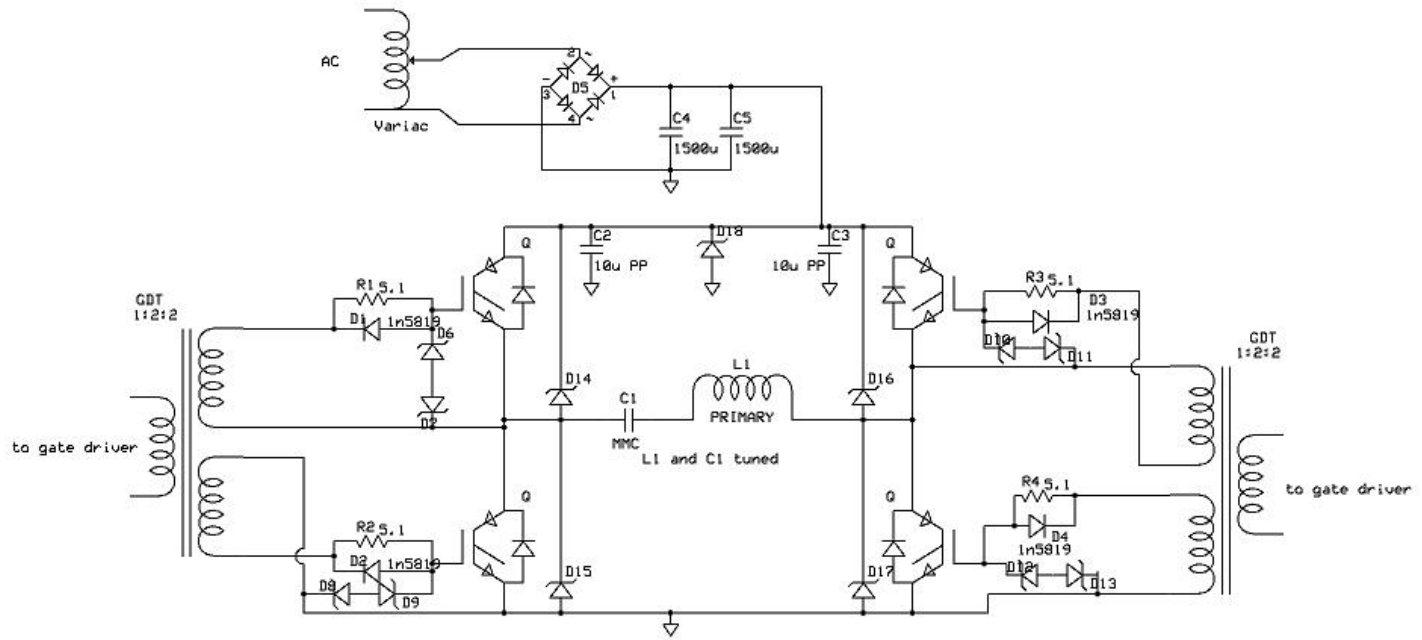 AC
Variac
2 ~
- D5 +
3 1
4 ~
C4
1500u
C5
1500u
Q
C2
10u PP
D18
C3
10u PP
Q
GDT
1:2:2
R1 5.1
D1 1n5819
D6
D2
R3 5.1
D3
1n5819
D10
D11
GDT
1:2:2
D14
C1
MMC
L1
PRIMARY
D16
L1 and C1 tuned
to gate driver
to gate driver
Q
R2 5.1
D2 1n5819
D8
D9
D15
Q
D17
R4 5.1
D4
1n5819
D12
D13